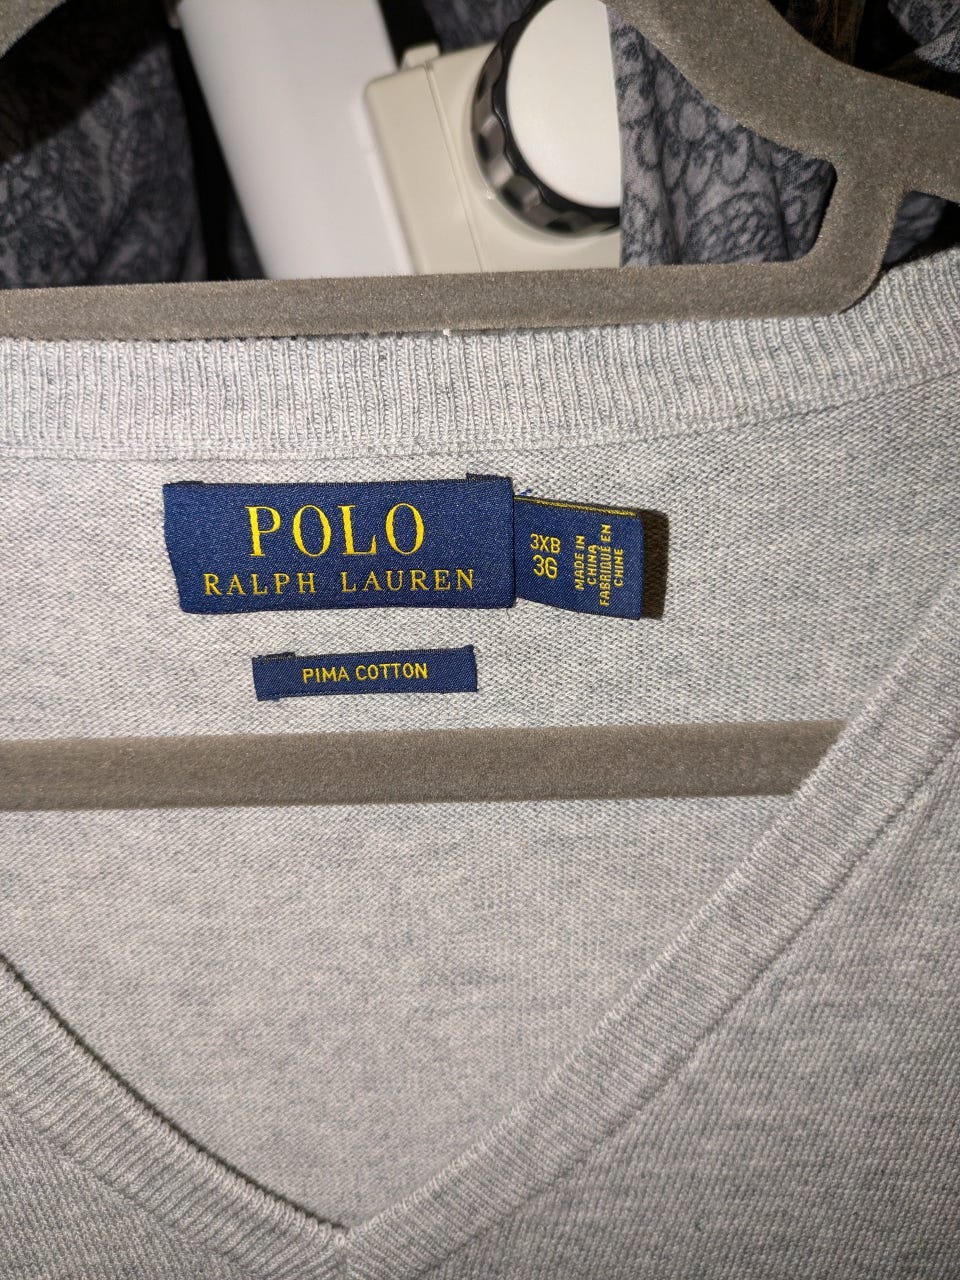 POLO
RALPH LAUREN
3XB
3G
MADE IN
CHINA
FABRIQUÉ EN
CHINE
PIMA COTTON